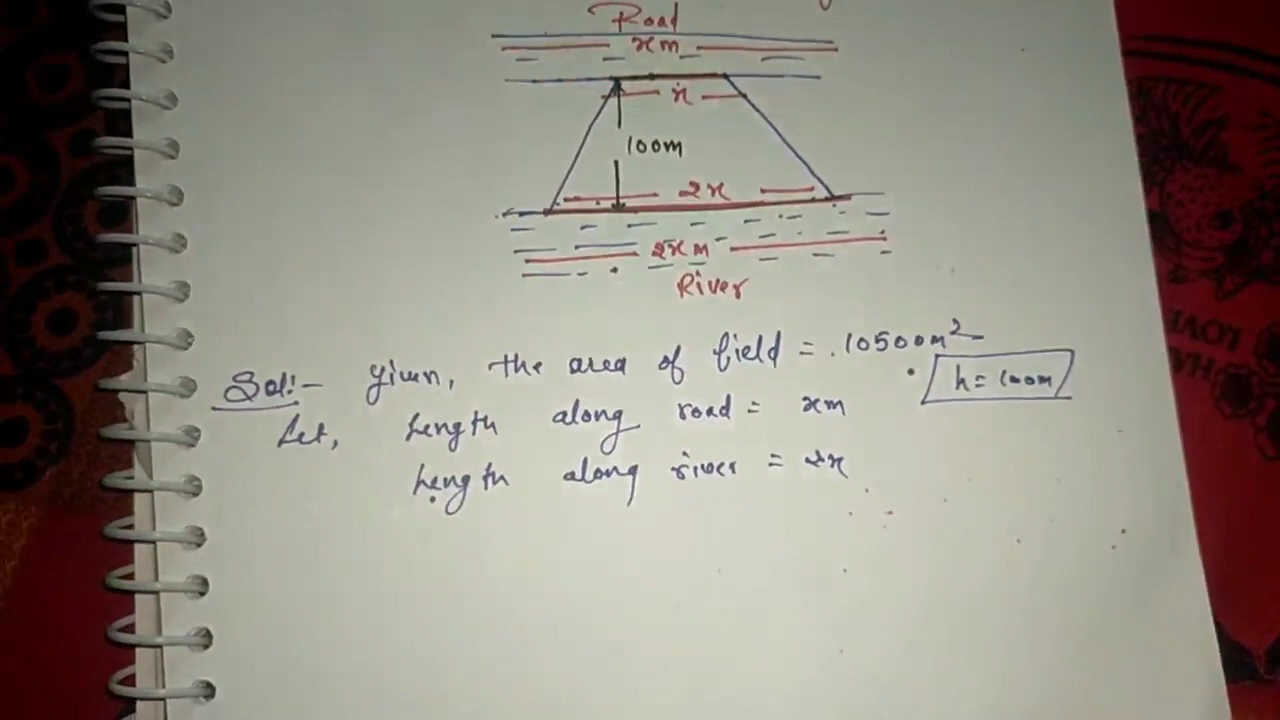 Road
xm
x
100m
2x
2xm
River
Sol:- given, the area of field = 10500m²
h = 100m
Let, Length along road = xm
Length along river = 2x
LOVE